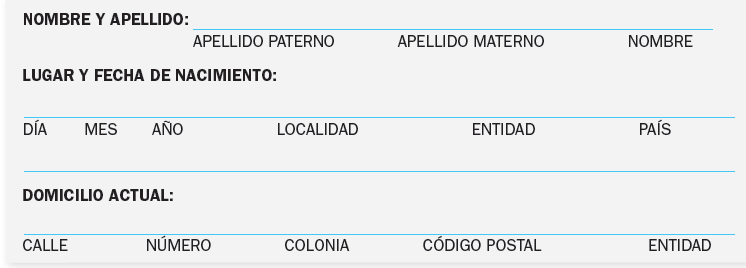 NOMBRE Y APELLIDO:
APELLIDO PATERNO APELLIDO MATERNO NOMBRE
LUGAR Y FECHA DE NACIMIENTO:
DÍA MES AÑO LOCALIDAD ENTIDAD PAÍS
DOMICILIO ACTUAL:
CALLE NÚMERO COLONIA CÓDIGO POSTAL ENTIDAD